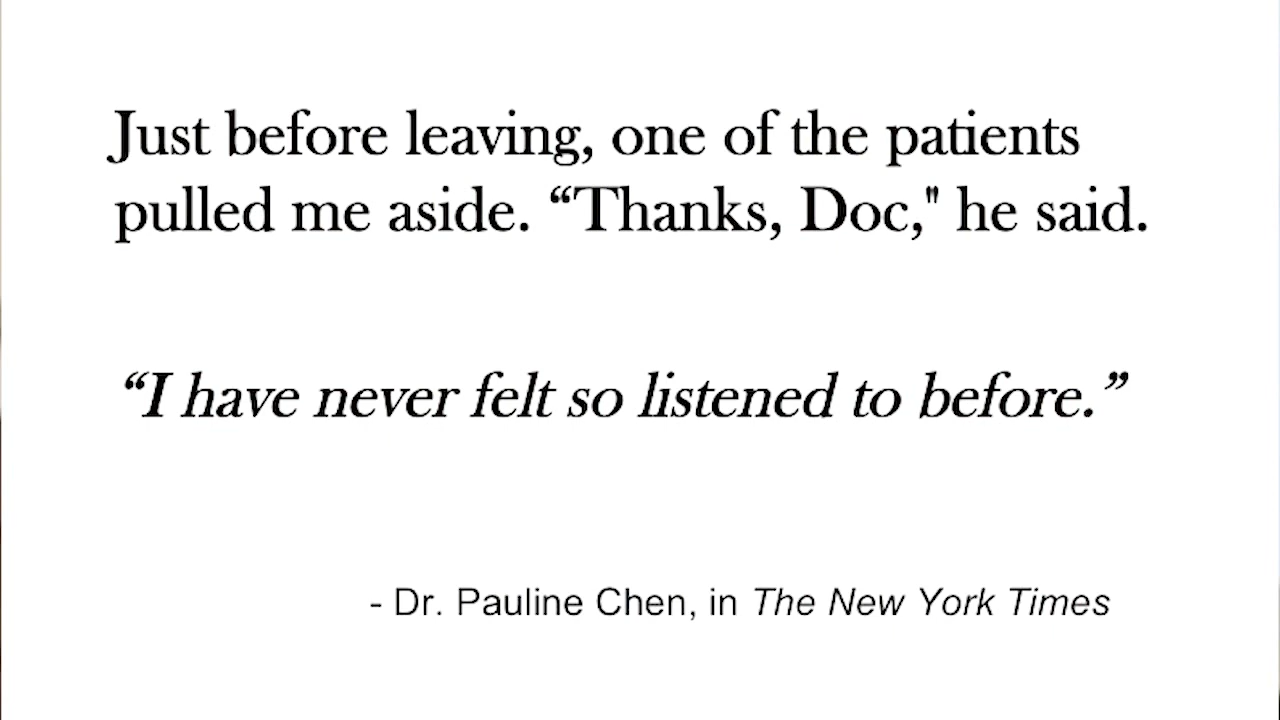 Just before leaving, one of the patients
pulled me aside. “Thanks, Doc," he said.
“I have never felt so listened to before.”
- Dr. Pauline Chen, in The New York Times